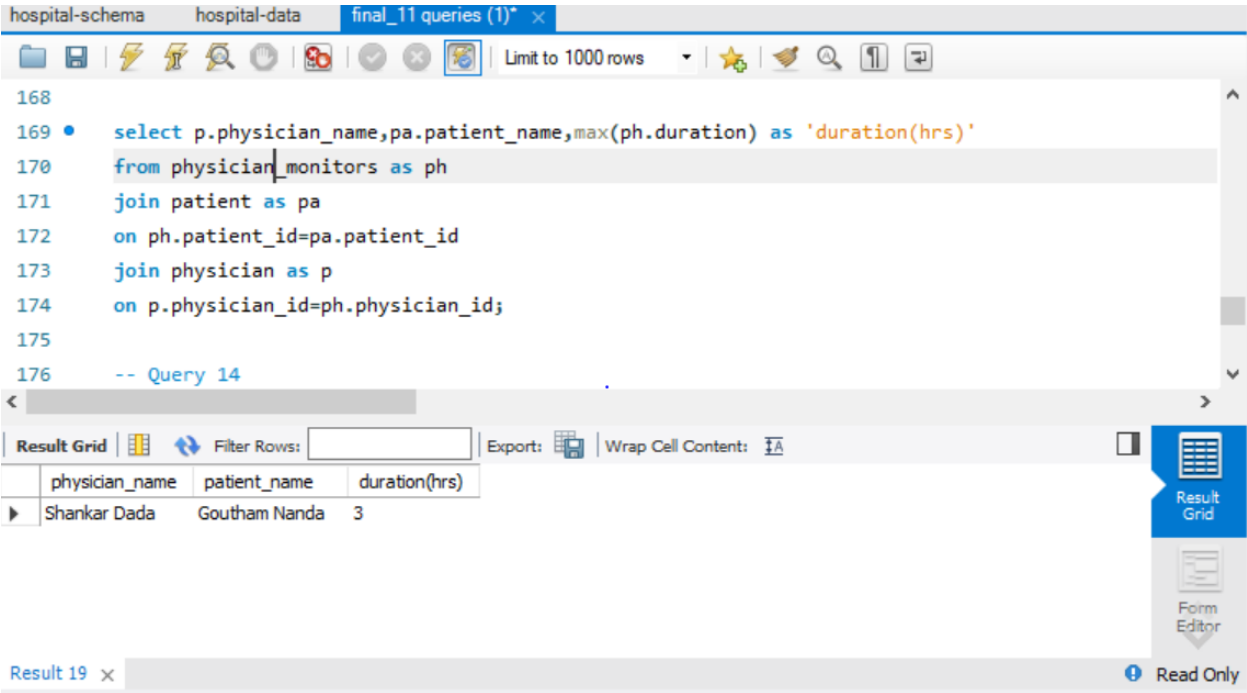 hospital-schema hospital-data final_11 queries (1)* ×
Limit to 1000 rows
168
169 select p.physician_name,pa.patient_name,max(ph.duration) as 'duration(hrs)'
170 from physician_monitors as ph
171 join patient as pa
172 on ph.patient_id=pa.patient_id
173 join physician as p
174 on p.physician_id=ph.physician_id;
175
176 -- Query 14
Result Grid Filter Rows: Export: Wrap Cell Content: IA
physician_name patient_name duration(hrs)
Shankar Dada Goutham Nanda 3
Result
Grid
Form
Editor
Result 19 × Read Only